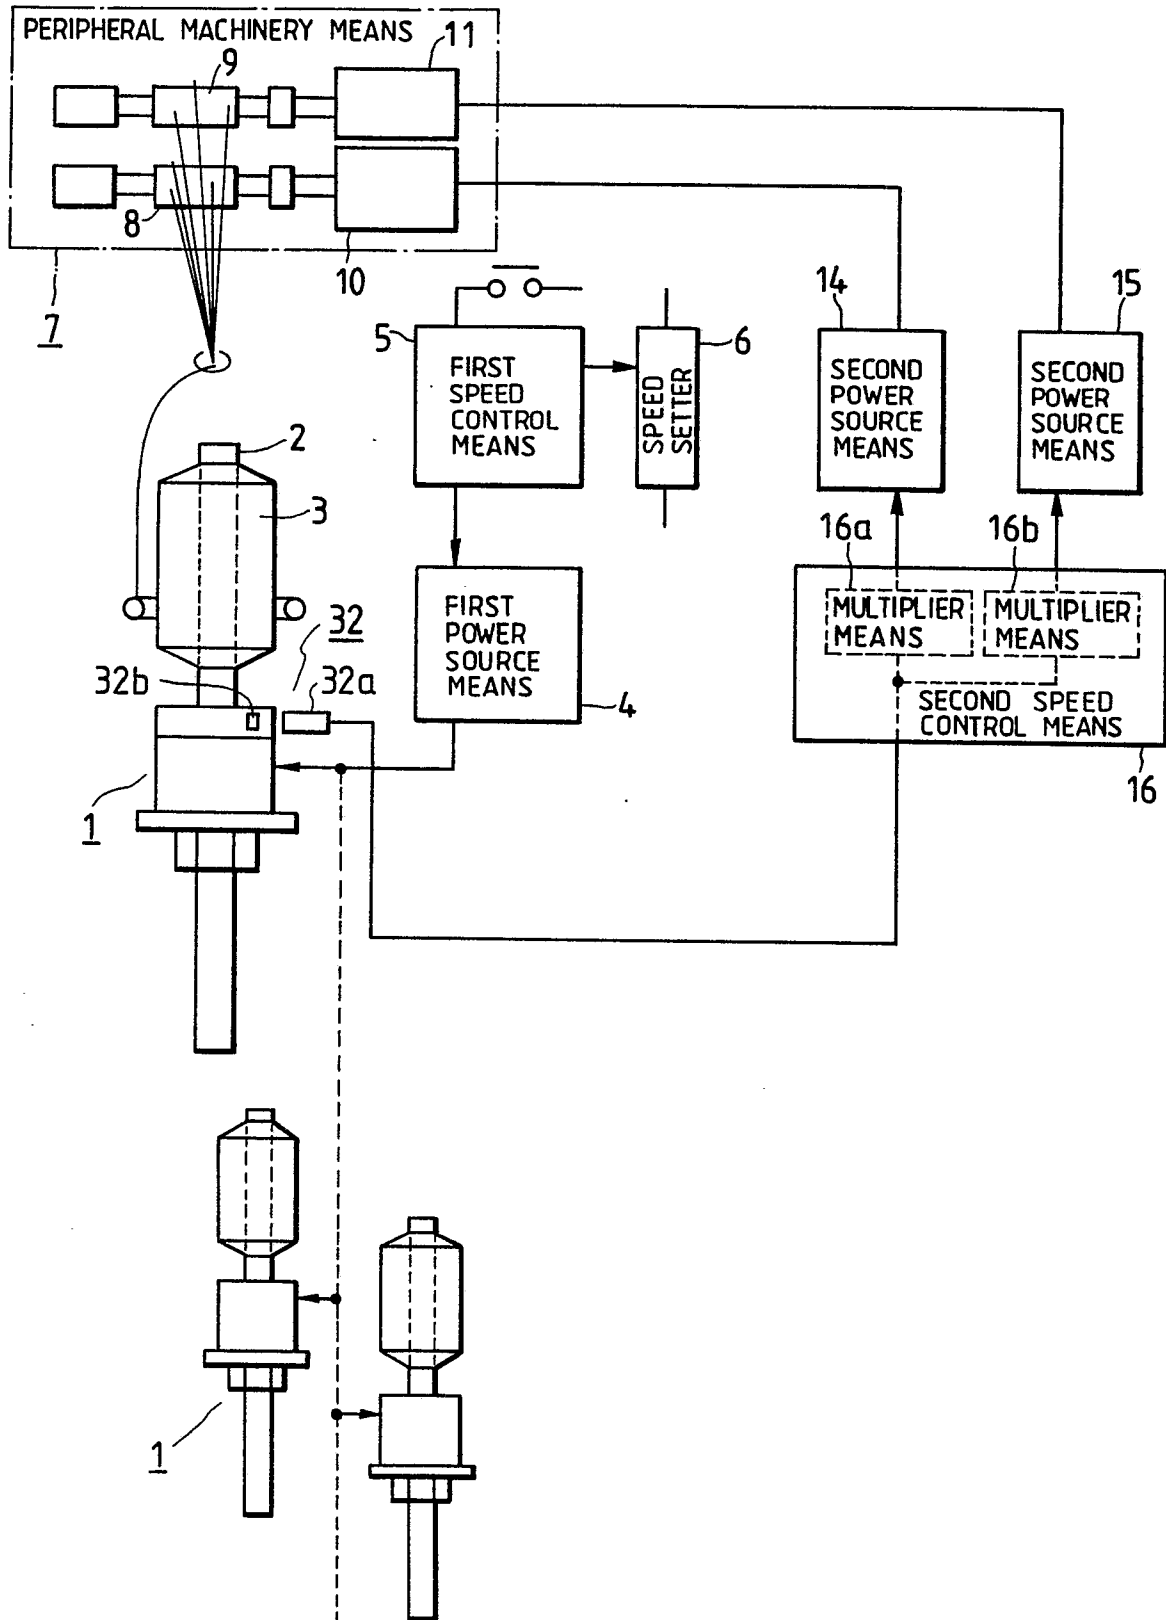 PERIPHERAL MACHINERY MEANS
11
9
8
10
7
5
FIRST
SPEED
CONTROL
MEANS
SPEED
SETTER
6
14
SECOND
POWER
SOURCE
MEANS
15
SECOND
POWER
SOURCE
MEANS
2
3
16a
16b
MULTIPLIER
MEANS
MULTIPLIER
MEANS
SECOND SPEED
CONTROL MEANS
16
FIRST
POWER
SOURCE
MEANS
4
32
32b
32a
1
1